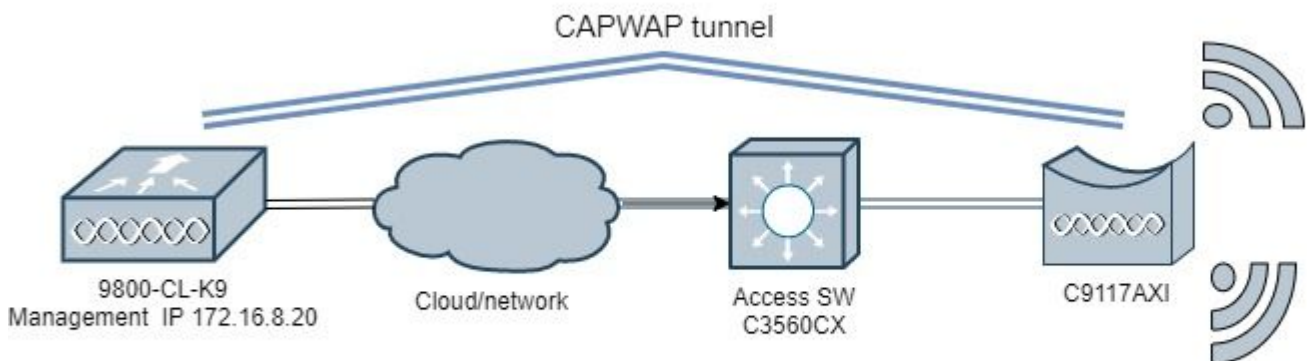 CAPWAP tunnel
9800-CL-K9
Management IP 172.16.8.20
Cloud/network
Access SW
C3560CX
C9117AXI